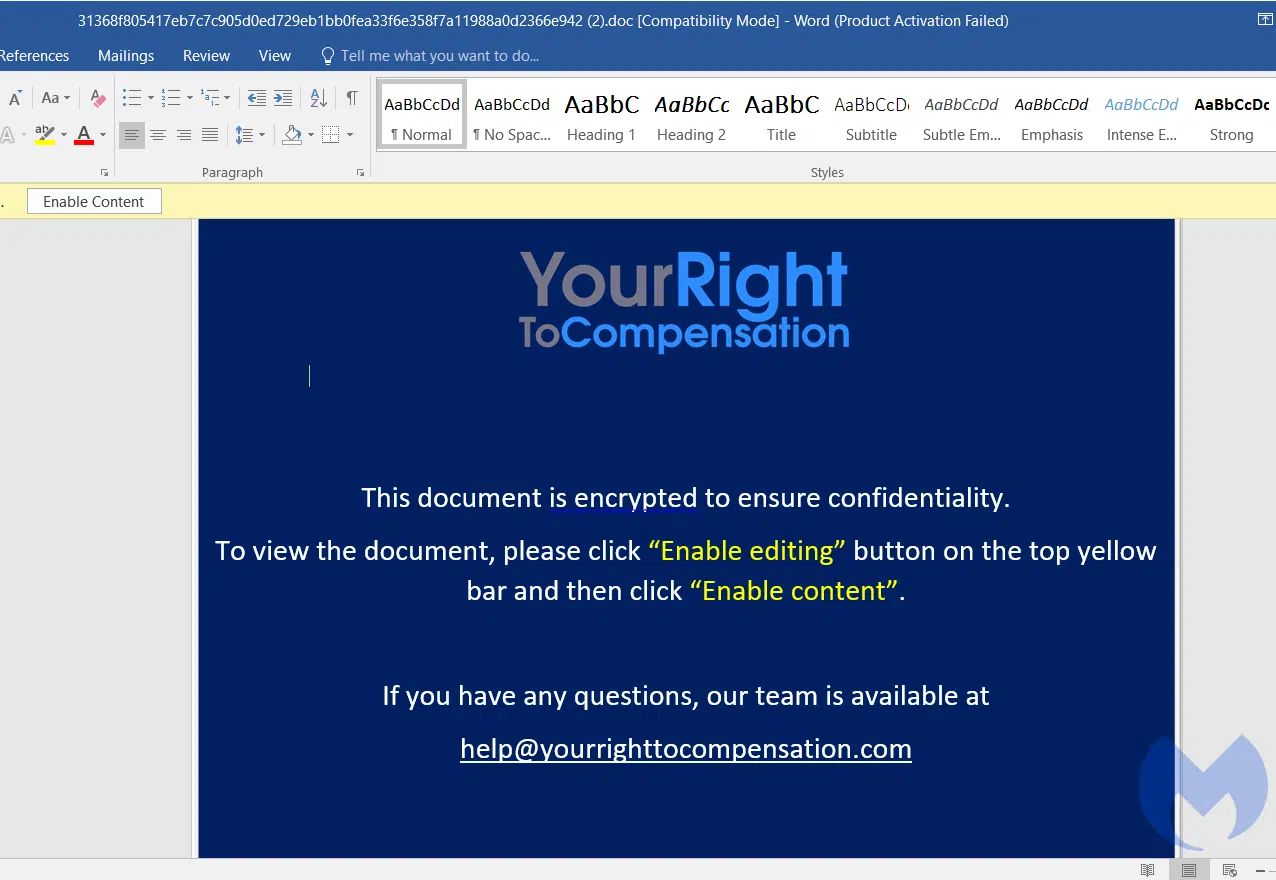 31368f805417eb7c7c905d0ed729eb1bb0fea33f6e358f7a11988a0d2366e942 (2).doc [Compatibility Mode] - Word (Product Activation Failed)
References Mailings Review View Tell me what you want to do...
A Aa A
AaBbCcDd AaBbCcDd AaBbC AaBbCc AaBbC AaBbCcD AaBbCcDd AaBbCcDd AaBbCcDd AaBbCcDc
A ab A
¶ Normal ¶ No Spac... Heading 1 Heading 2 Title Subtitle Subtle Em... Emphasis Intense E... Strong
Paragraph Styles
. Enable Content
YourRight
ToCompensation
This document is encrypted to ensure confidentiality.
To view the document, please click “Enable editing” button on the top yellow
bar and then click “Enable content”.
If you have any questions, our team is available at
help@yourrighttocompensation.com